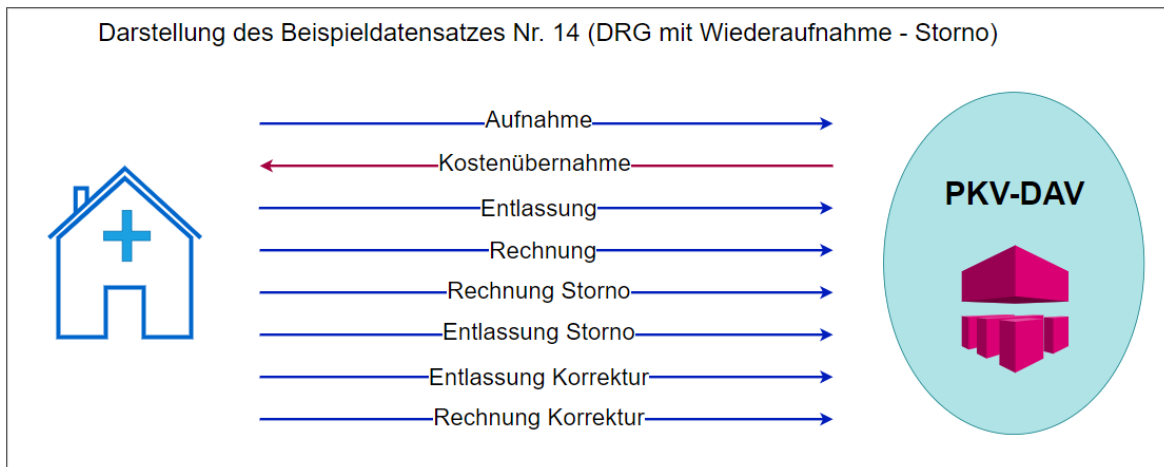 Darstellung des Beispieldatensatzes Nr. 14 (DRG mit Wiederaufnahme - Storno)
Aufnahme
Kostenübernahme
Entlassung
Rechnung
Rechnung Storno
Entlassung Storno
Entlassung Korrektur
Rechnung Korrektur
PKV-DAV